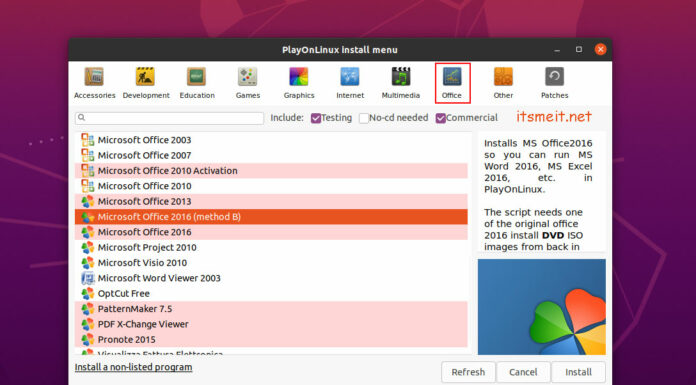 PlayOnLinux install menu
Accessories Development Education Games Graphics Internet Multimedia Office Other Patches
Include: Testing No-cd needed Commercial
itsmeit.net
Microsoft Office 2003
Microsoft Office 2007
Microsoft Office 2010 Activation
Microsoft Office 2010
Microsoft Office 2013
Microsoft Office 2016 (method B)
Microsoft Office 2016
Microsoft Project 2010
Microsoft Visio 2010
Microsoft Word Viewer 2003
OptCut Free
PatternMaker 7.5
PDF X-Change Viewer
Pronote 2015
Visualizza Fattura Elettronica
Installs MS Office2016
so you can run MS
Word 2016, MS Excel
2016, etc. in
PlayOnLinux.
The script needs one
of the original office
2016 install DVD ISO
images from back in
Install a non-listed program
Refresh Cancel Install